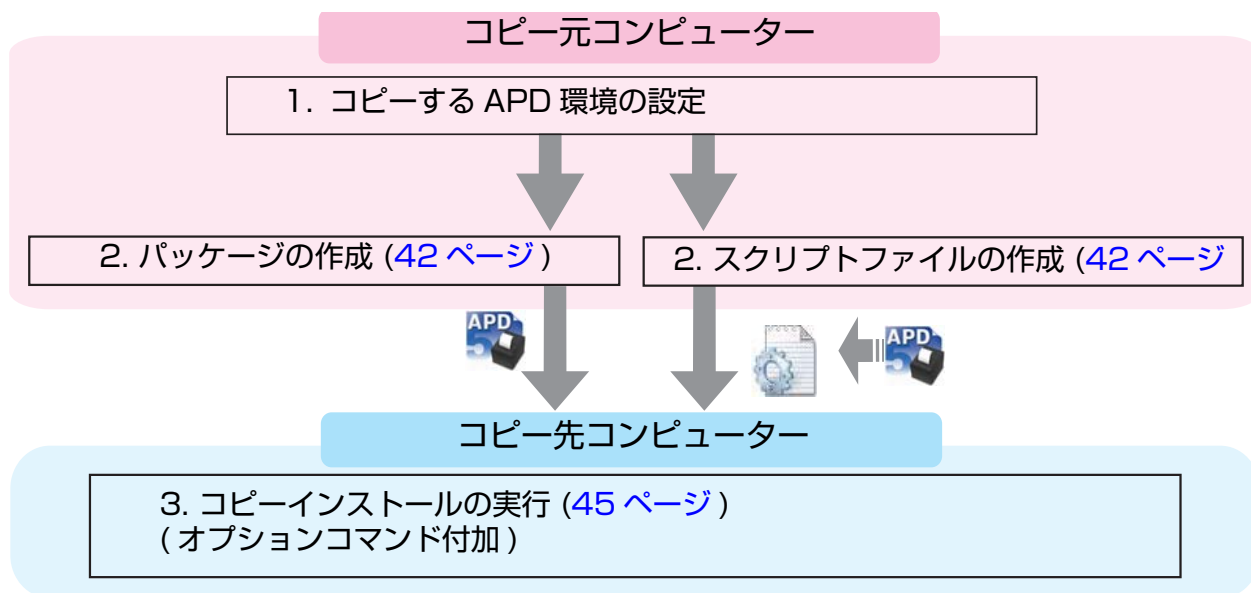 コピー元コンピューター
1. コピーする APD 環境の設定
2. パッケージの作成 (42 ページ)
2. スクリプトファイルの作成 (42 ページ
APD
5
APD
5
コピー先コンピューター
3. コピーインストールの実行 (45 ページ)
(オプションコマンド付加)